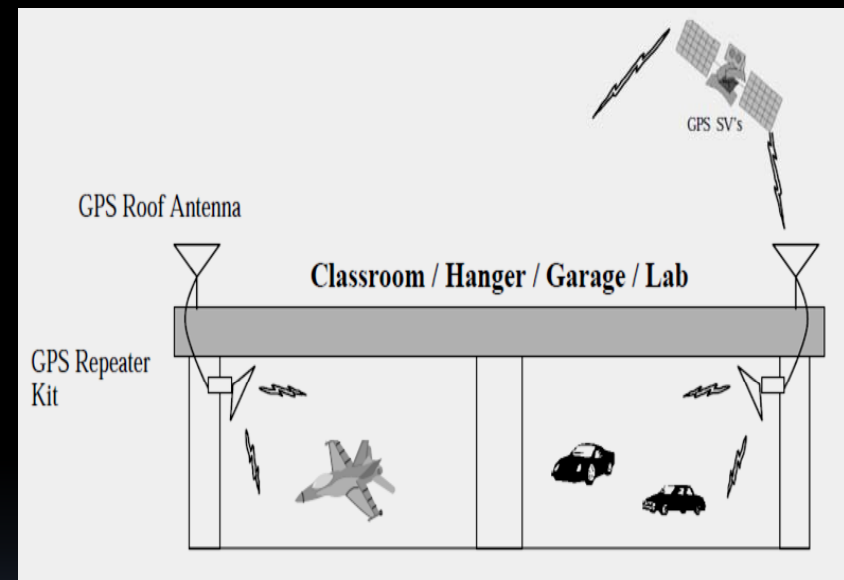 GPS SV's
GPS Roof Antenna
Classroom / Hanger / Garage / Lab
GPS Repeater
Kit